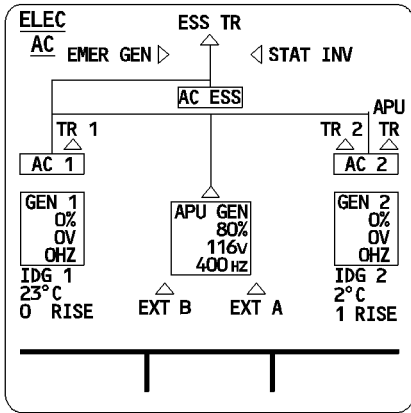 ELEC
AC
ESS TR
EMER GEN
STAT INV
AC ESS
APU
TR 1
TR 2
TR
AC 1
AC 2
GEN 1
0%
0V
0HZ
APU GEN
80%
116V
400 HZ
GEN 2
0%
0V
0HZ
IDG 1
23°C
0 RISE
EXT B
EXT A
IDG 2
2°C
1 RISE